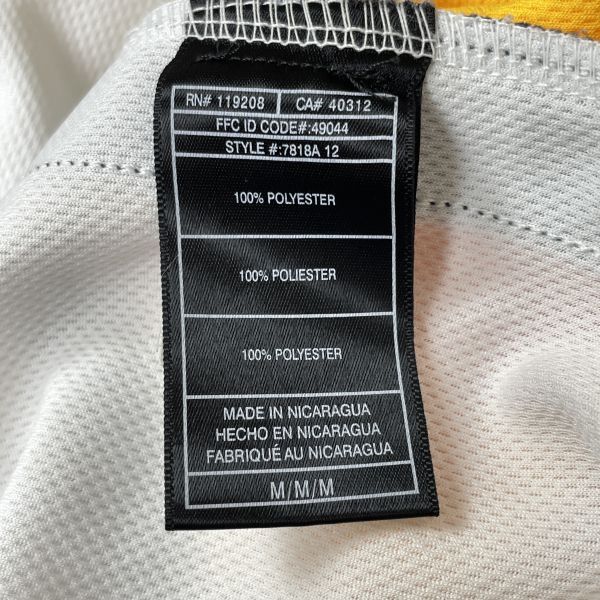 RN# 119208 CA# 40312
FFC ID CODE#:49044
STYLE #:7818A 12
100% POLYESTER
100% POLIESTER
100% POLYESTER
MADE IN NICARAGUA
HECHO EN NICARAGUA
FABRIQUÉ AU NICARAGUA
M/M/M